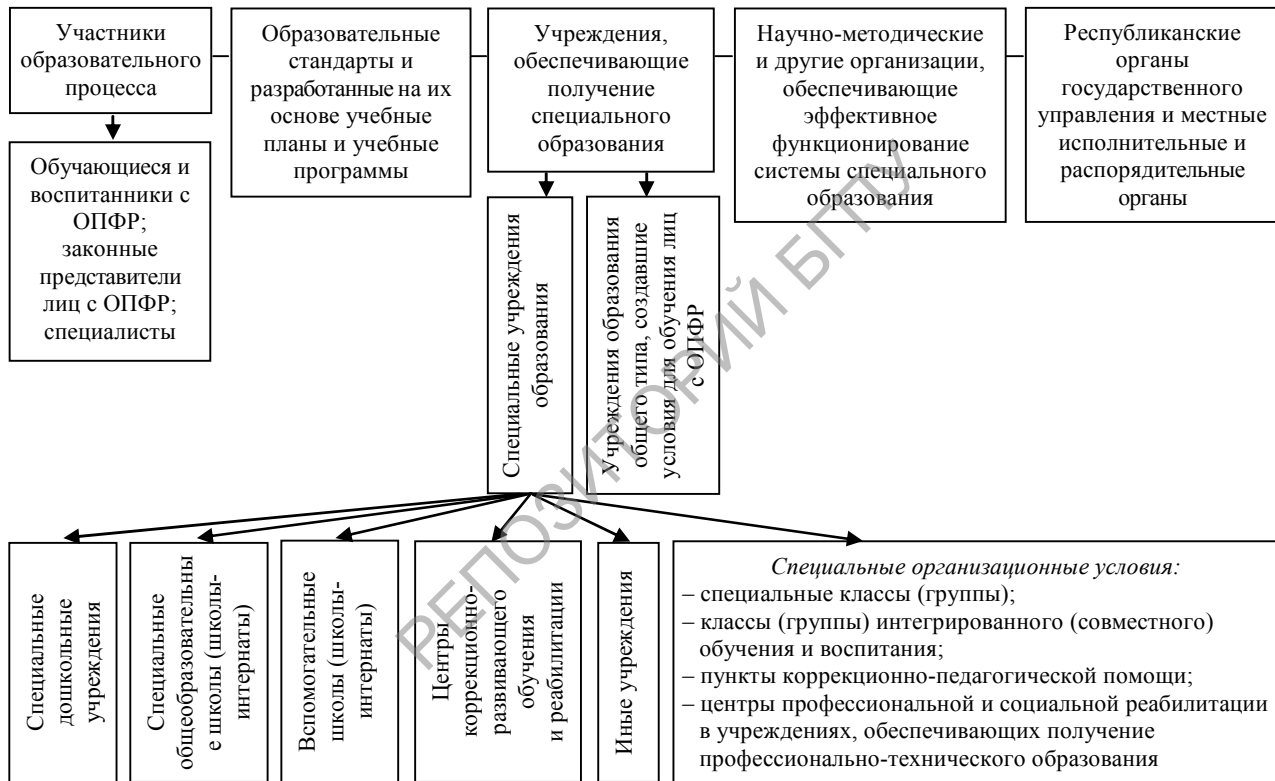 Участники
образовательного
процесса
Образовательные
стандарты и
разработанные на их
основе учебные
планы и учебные
программы
Учреждения,
обеспечивающие
получение
специального
образования
Научно-методические
и другие организации,
обеспечивающие
эффективное
функционирование
системы специального
образования
Республиканские
органы
государственного
управления и местные
исполнительные и
распорядительные
органы
Обучающиеся и
воспитанники с
ОПФР;
законные
представители
лиц с ОПФР;
специалисты
Специальные учреждения
образования
Учреждения образования
общего типа, создавшие
условия для обучения лиц
с ОПФР
РЕПОЗИТОРИЙ БГПУ
Специальные
дошкольные
учреждения
Специальные
общеобразовательны
е школы (школы-
интернаты)
Вспомогательные
школы (школы-
интернаты)
Центры
коррекционно-
развивающего
обучения
и реабилитации
Иные учреждения
Специальные организационные условия:
– специальные классы (группы);
– классы (группы) интегрированного (совместного)
обучения и воспитания;
– пункты коррекционно-педагогической помощи;
– центры профессиональной и социальной реабилитации
в учреждениях, обеспечивающих получение
профессионально-технического образования